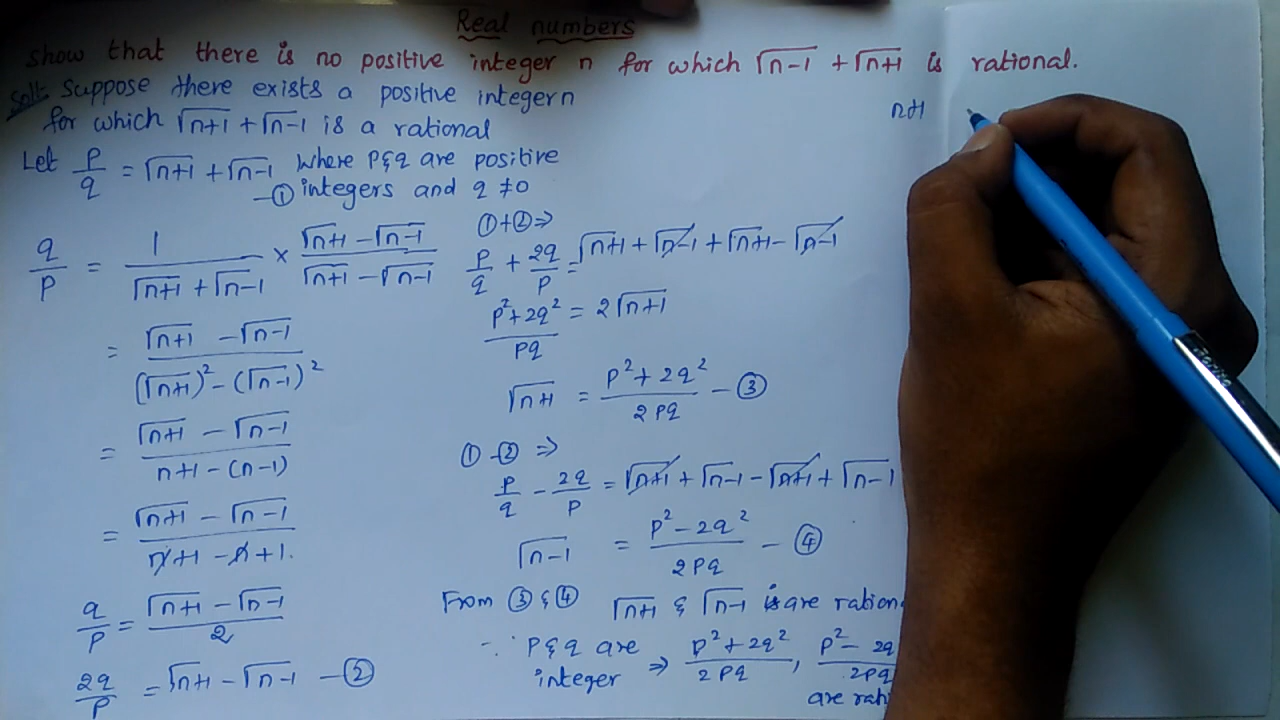 Real numbers
Show that there is no positive integer n for which √n-1 + √n+1 is rational.
Soln: Suppose there exists a positive integer n
for which √n+1 + √n-1 is a rational
Let p/q = √n+1 + √n-1 where p & q are positive
-① integers and q ≠ 0
q/p = 1/(√n+1 + √n-1) × (√n+1 - √n-1)/(√n+1 - √n-1)
= (√n+1 - √n-1)/((√n+1)² - (√n-1)²)
= (√n+1 - √n-1)/(n+1-(n-1))
= (√n+1 - √n-1)/(n+1-n+1.)
q/p = (√n+1 - √n-1)/2
2q/p = √n+1 - √n-1 -②
①+②⇒
p/q + 2q/p = √n+1 + √n-1 + √n+1 - √n-1
(p²+2q²)/pq = 2√n+1
√n+1 = (p²+2q²)/2pq -③
①-② ⇒
p/q - 2q/p = √n+1 + √n-1 - √n+1 + √n-1
√n-1 = (p²-2q²)/2pq -④
From ③ & ④ √n+1 & √n-1 are ration
∵ p & q are
integer ⇒ (p²+2q²)/2pq, (p²-2q)/2pq
are rati
n+1